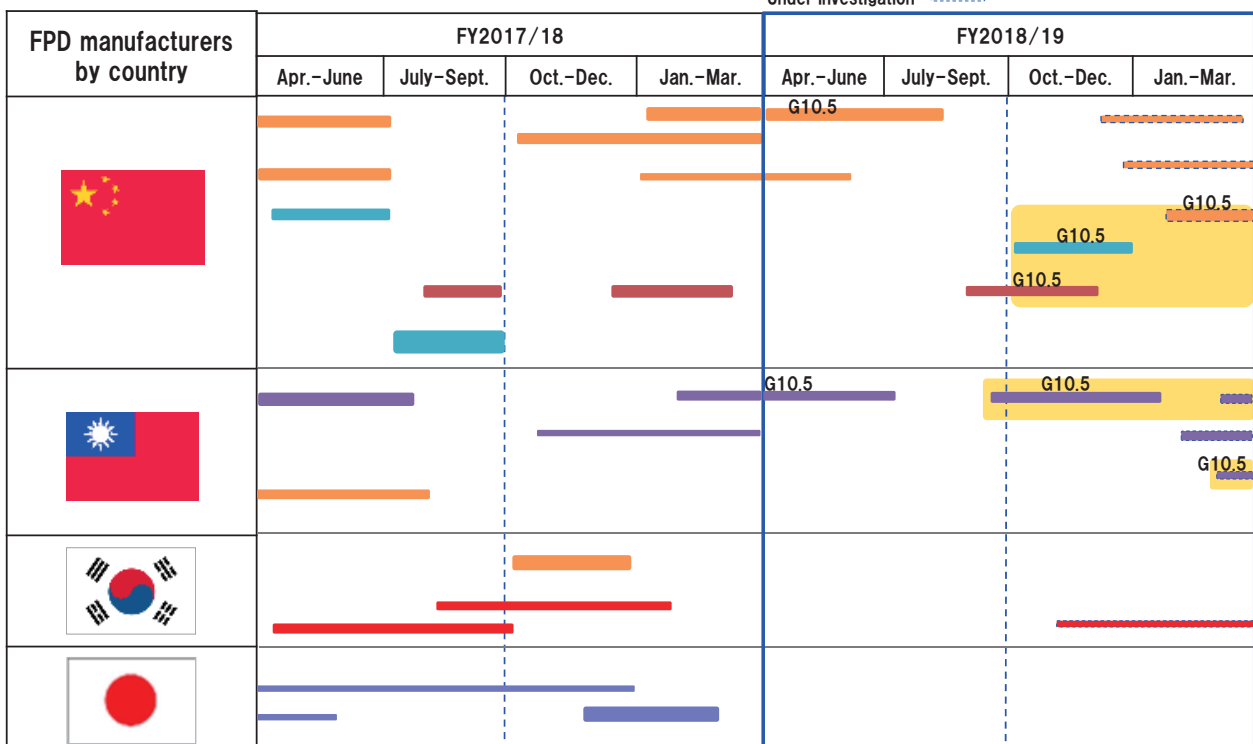 Under investigation
FPD manufacturers
by country
FY2017/18
FY2018/19
Apr.-June
July-Sept.
Oct.-Dec.
Jan.-Mar.
Apr.-June
July-Sept.
Oct.-Dec.
Jan.-Mar.
G10.5
G10.5
G10.5
G10.5
G10.5
G10.5
G10.5